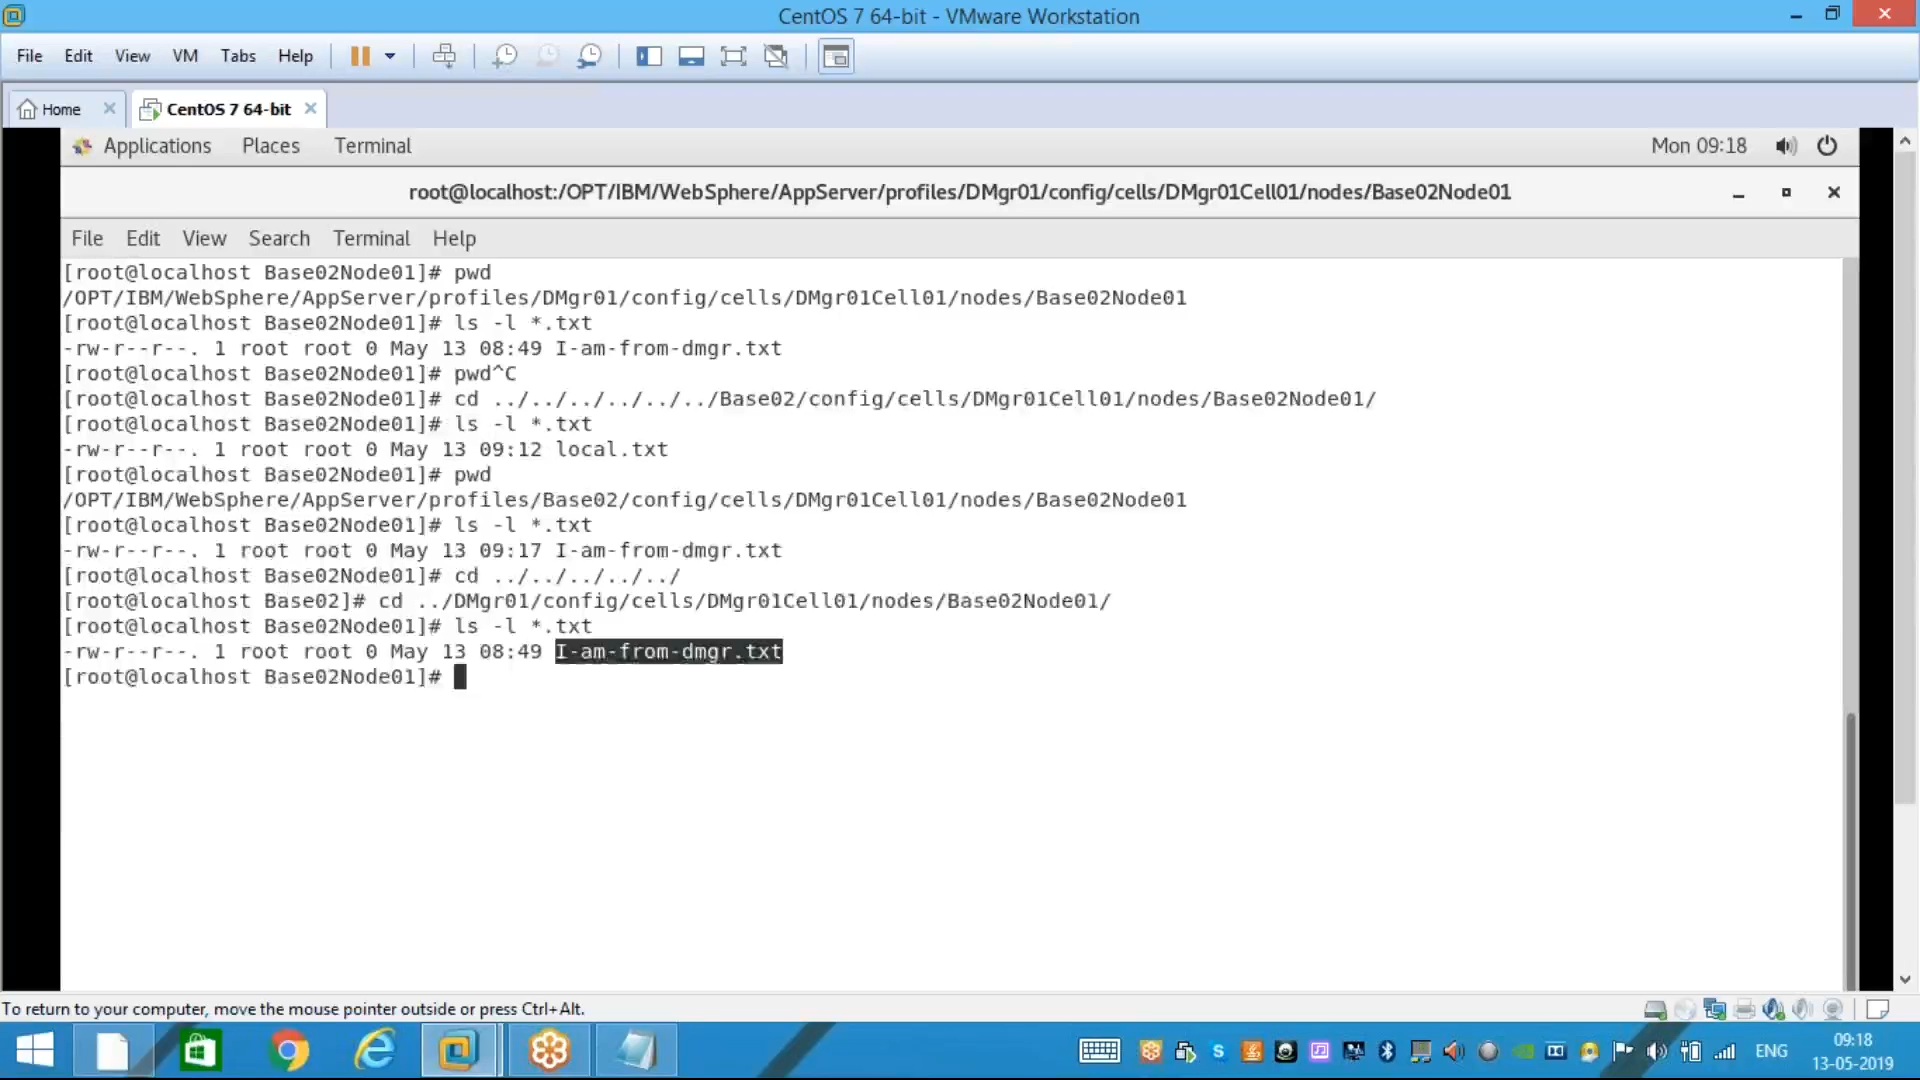 CentOS 7 64-bit - VMware Workstation
File Edit View VM Tabs Help
Home
CentOS 7 64-bit
Applications Places Terminal Mon 09:18
root@localhost:/OPT/IBM/WebSphere/AppServer/profiles/DMgr01/config/cells/DMgr01Cell01/nodes/Base02Node01
File Edit View Search Terminal Help
[root@localhost Base02Node01]# pwd
/OPT/IBM/WebSphere/AppServer/profiles/DMgr01/config/cells/DMgr01Cell01/nodes/Base02Node01
[root@localhost Base02Node01]# ls -l *.txt
-rw-r--r--. 1 root root 0 May 13 08:49 I-am-from-dmgr.txt
[root@localhost Base02Node01]# pwd^C
[root@localhost Base02Node01]# cd ../../../../../../Base02/config/cells/DMgr01Cell01/nodes/Base02Node01/
[root@localhost Base02Node01]# ls -l *.txt
-rw-r--r--. 1 root root 0 May 13 09:12 local.txt
[root@localhost Base02Node01]# pwd
/OPT/IBM/WebSphere/AppServer/profiles/Base02/config/cells/DMgr01Cell01/nodes/Base02Node01
[root@localhost Base02Node01]# ls -l *.txt
-rw-r--r--. 1 root root 0 May 13 09:17 I-am-from-dmgr.txt
[root@localhost Base02Node01]# cd ../../../../../
[root@localhost Base02]# cd ../DMgr01/config/cells/DMgr01Cell01/nodes/Base02Node01/
[root@localhost Base02Node01]# ls -l *.txt
-rw-r--r--. 1 root root 0 May 13 08:49 I-am-from-dmgr.txt
[root@localhost Base02Node01]#
To return to your computer, move the mouse pointer outside or press Ctrl+Alt.
ENG
09:18
13-05-2019